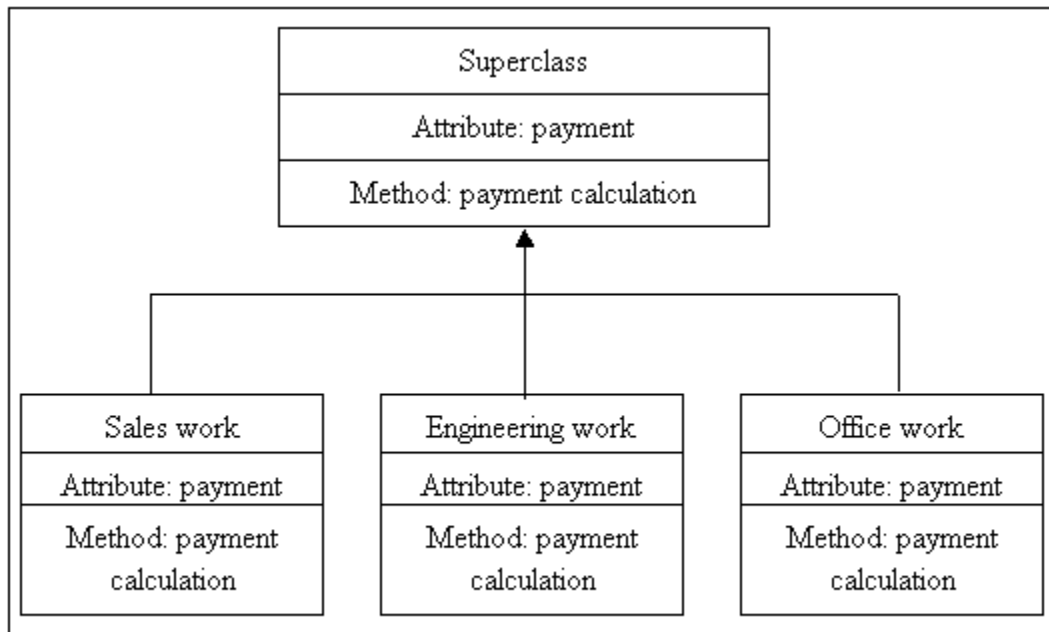 Superclass
Attribute: payment
Method: payment calculation
Sales work
Attribute: payment
Method: payment
calculation
Engineering work
Attribute: payment
Method: payment
calculation
Office work
Attribute: payment
Method: payment
calculation